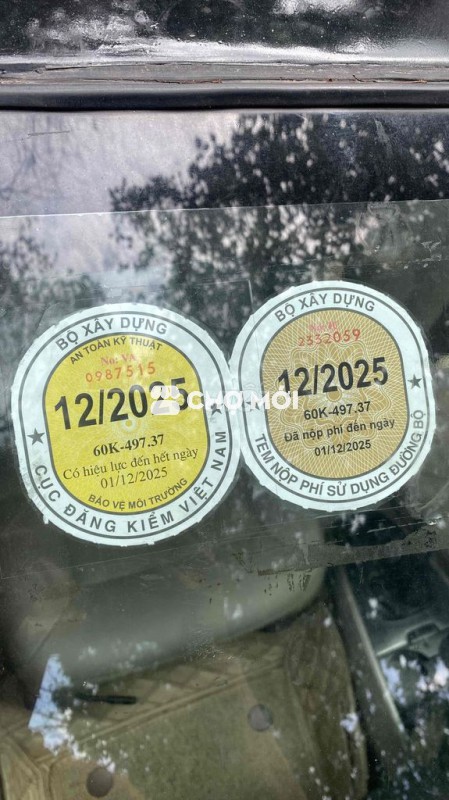 BỘ XÂY DỰNG
AN TOÀN KỸ THUẬT
No: VA
0987515
12/2025
60K-497.37
Có hiệu lực đến hết ngày
01/12/2025
BẢO VỆ MÔI TRƯỜNG
CỤC ĐĂNG KIỂM VIỆT NAM
BỘ XÂY DỰNG
2332059
12/2025
60K-497.37
Đã nộp phí đến ngày
01/12/2025
TEM NỘP PHÍ SỬ DỤNG ĐƯỜNG BỘ
CHỢ TỐT